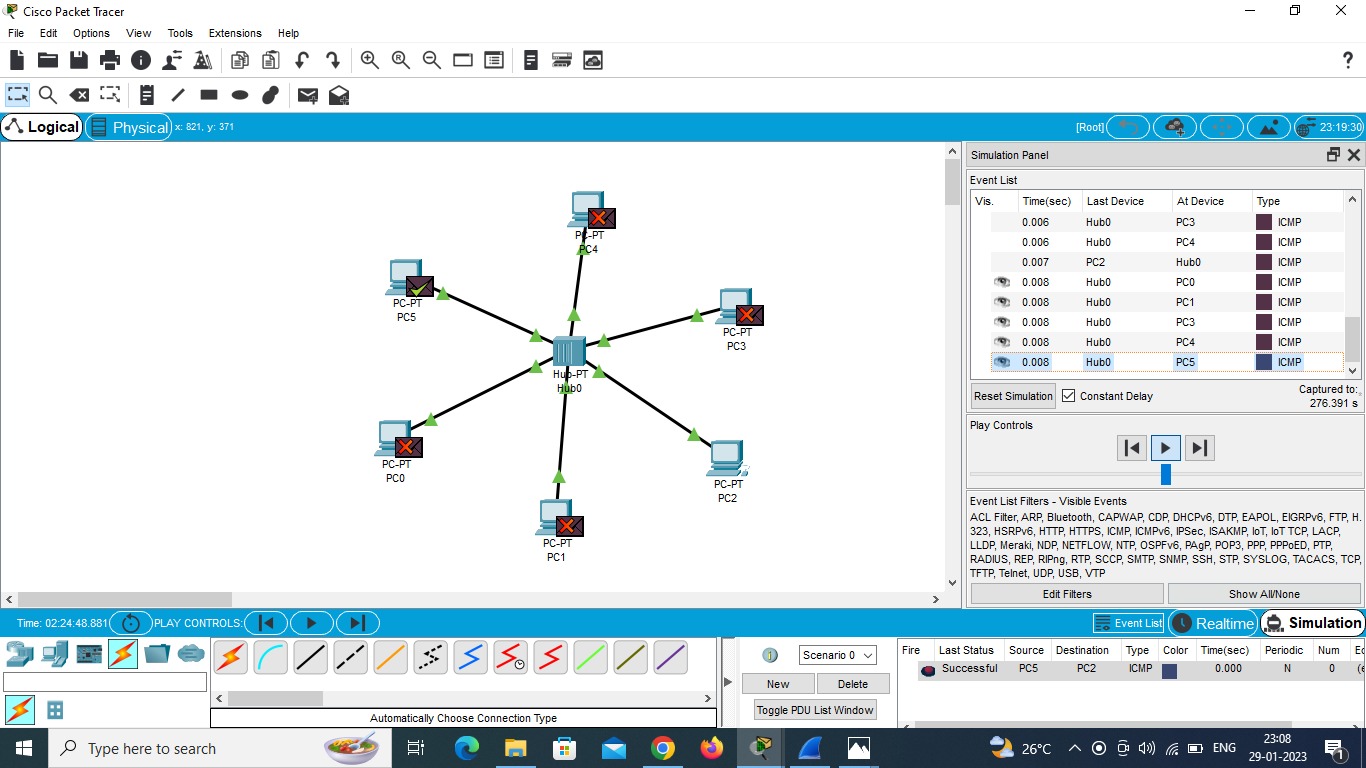 Cisco Packet Tracer
File Edit Options View Tools Extensions Help
Logical Physical x: 821, y: 371 [Root] 23:19:30
PC-PT
PC4
PC-PT
PC5
PC-PT
PC3
Hub-PT
Hub0
PC-PT
PC0
PC-PT
PC2
PC-PT
PC1
Simulation Panel
Event List
Vis. Time(sec) Last Device At Device Type
0.006 Hub0 PC3 ICMP
0.006 Hub0 PC4 ICMP
0.007 PC2 Hub0 ICMP
0.008 Hub0 PC0 ICMP
0.008 Hub0 PC1 ICMP
0.008 Hub0 PC3 ICMP
0.008 Hub0 PC4 ICMP
0.008 Hub0 PC5 ICMP
Reset Simulation Constant Delay Captured to:
276.391 s
Play Controls
Event List Filters - Visible Events
ACL Filter, ARP, Bluetooth, CAPWAP, CDP, DHCPv6, DTP, EAPOL, EIGRPv6, FTP, H.
323, HSRPv6, HTTP, HTTPS, ICMP, ICMPv6, IPSec, ISAKMP, IoT, IoT TCP, LACP,
LLDP, Meraki, NDP, NETFLOW, NTP, OSPFv6, PAgP, POP3, PPP, PPPoED, PTP,
RADIUS, REP, RIPng, RTP, SCCP, SMTP, SNMP, SSH, STP, SYSLOG, TACACS, TCP,
TFTP, Telnet, UDP, USB, VTP
Edit Filters Show All/None
Time: 02:24:48.881 PLAY CONTROLS: Event List Realtime Simulation
Scenario 0
New Delete
Toggle PDU List Window
Automatically Choose Connection Type
Fire Last Status Source Destination Type Color Time(sec) Periodic Num Ec
Successful PC5 PC2 ICMP 0.000 N 0 (e
Type here to search
26°C ENG 23:08
29-01-2023
1